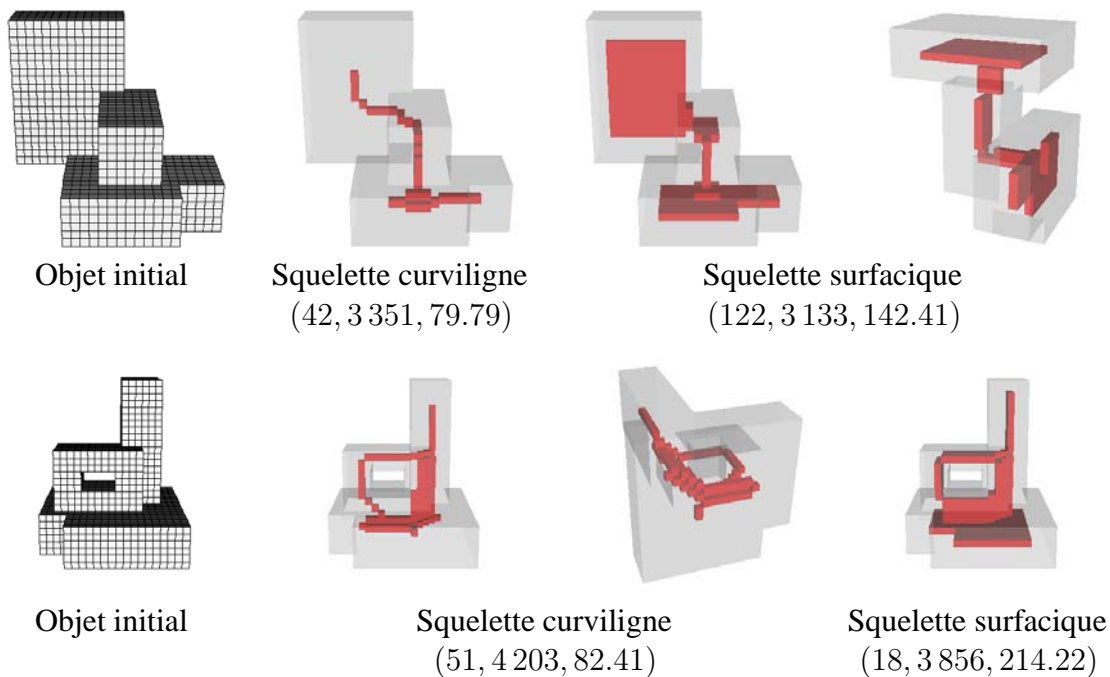 Objet initial
Squelette curviligne
Squelette surfacique
(42, 3 351, 79.79)
(122, 3 133, 142.41)
Objet initial
Squelette curviligne
Squelette surfacique
(51, 4 203, 82.41)
(18, 3 856, 214.22)